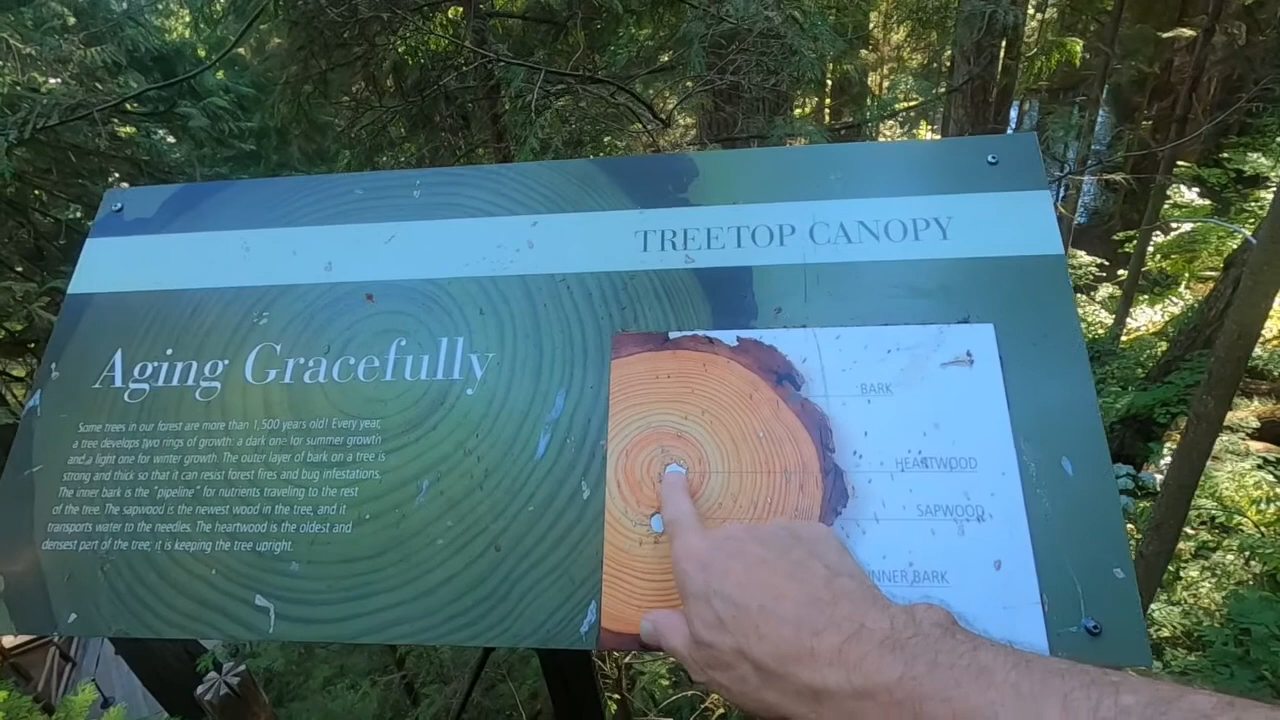 TREETOP CANOPY
Aging Gracefully
Some trees in our forest are more than 1,500 years old! Every year,
a tree develops two rings of growth: a dark one for summer growth
and a light one for winter growth. The outer layer of bark on a tree is
strong and thick so that it can resist forest fires and bug infestations.
The inner bark is the "pipeline" for nutrients traveling to the rest
of the tree. The sapwood is the newest wood in the tree, and it
transports water to the needles. The heartwood is the oldest and
densest part of the tree; it is keeping the tree upright.
BARK
HEARTWOOD
SAPWOOD
INNER BARK